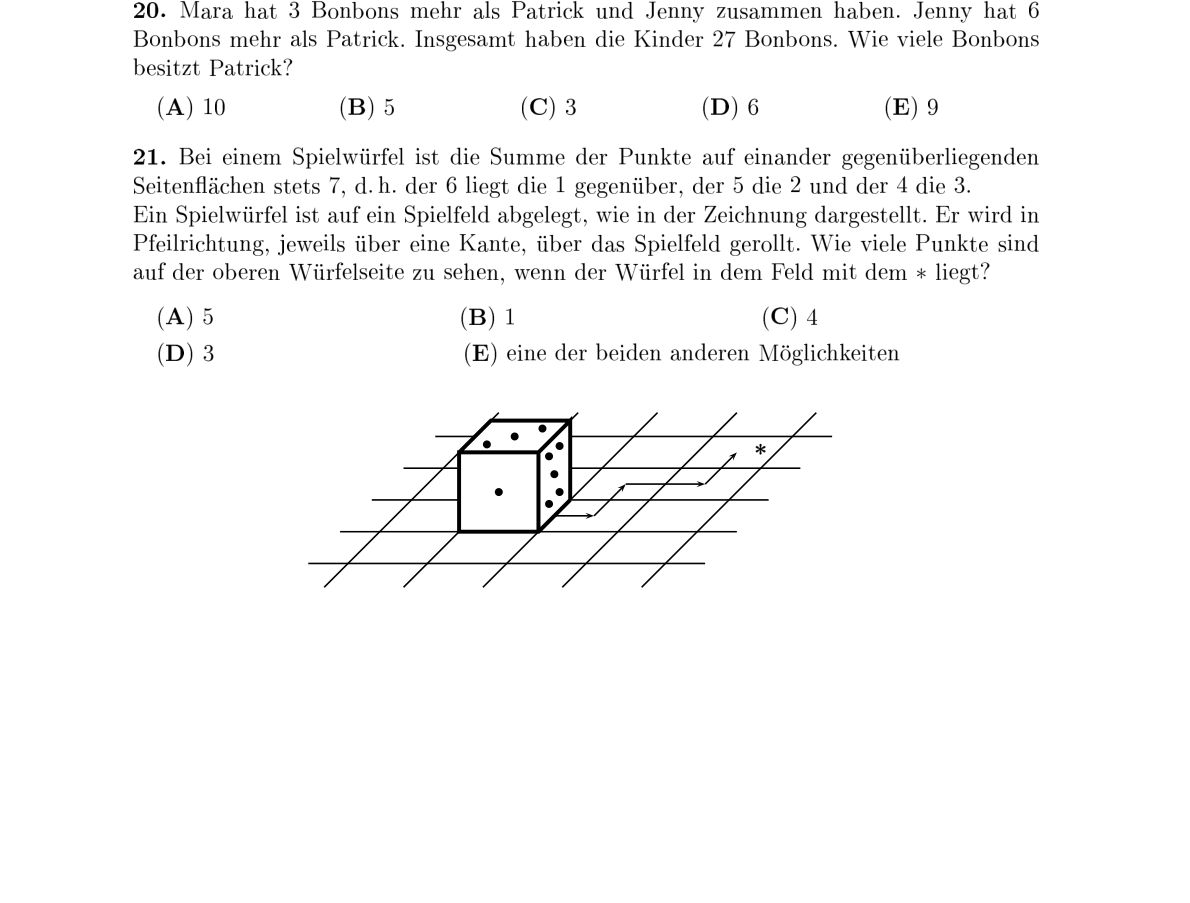 20. Mara hat 3 Bonbons mehr als Patrick und Jenny zusammen haben. Jenny hat 6
Bonbons mehr als Patrick. Insgesamt haben die Kinder 27 Bonbons. Wie viele Bonbons
besitzt Patrick?
(A) 10 (B) 5 (C) 3 (D) 6 (E) 9
21. Bei einem Spielwürfel ist die Summe der Punkte auf einander gegenüberliegenden
Seitenflächen stets 7, d. h. der 6 liegt die 1 gegenüber, der 5 die 2 und der 4 die 3.
Ein Spielwürfel ist auf ein Spielfeld abgelegt, wie in der Zeichnung dargestellt. Er wird in
Pfeilrichtung, jeweils über eine Kante, über das Spielfeld gerollt. Wie viele Punkte sind
auf der oberen Würfelseite zu sehen, wenn der Würfel in dem Feld mit dem * liegt?
(A) 5 (B) 1 (C) 4
(D) 3 (E) eine der beiden anderen Möglichkeiten
*